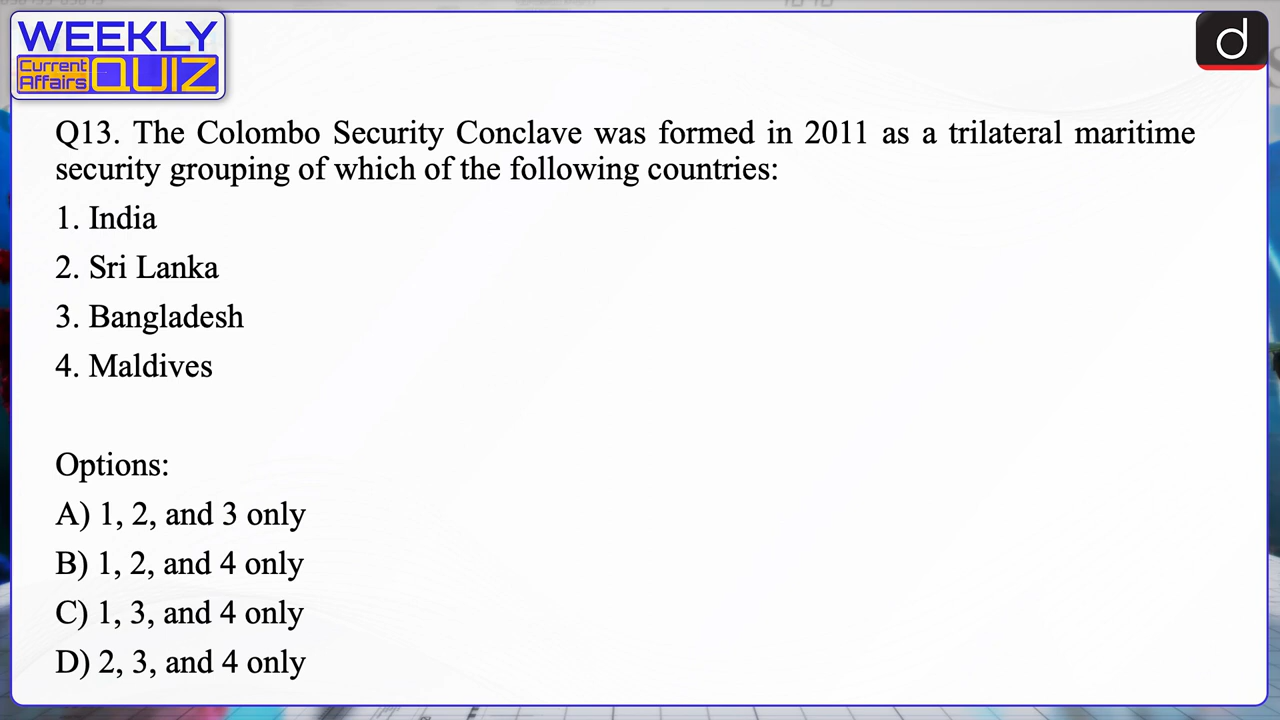 WEEKLY
Current
Affairs
QUIZ
d
Q13. The Colombo Security Conclave was formed in 2011 as a trilateral maritime
security grouping of which of the following countries:
1. India
2. Sri Lanka
3. Bangladesh
4. Maldives
Options:
A) 1, 2, and 3 only
B) 1, 2, and 4 only
C) 1, 3, and 4 only
D) 2, 3, and 4 only